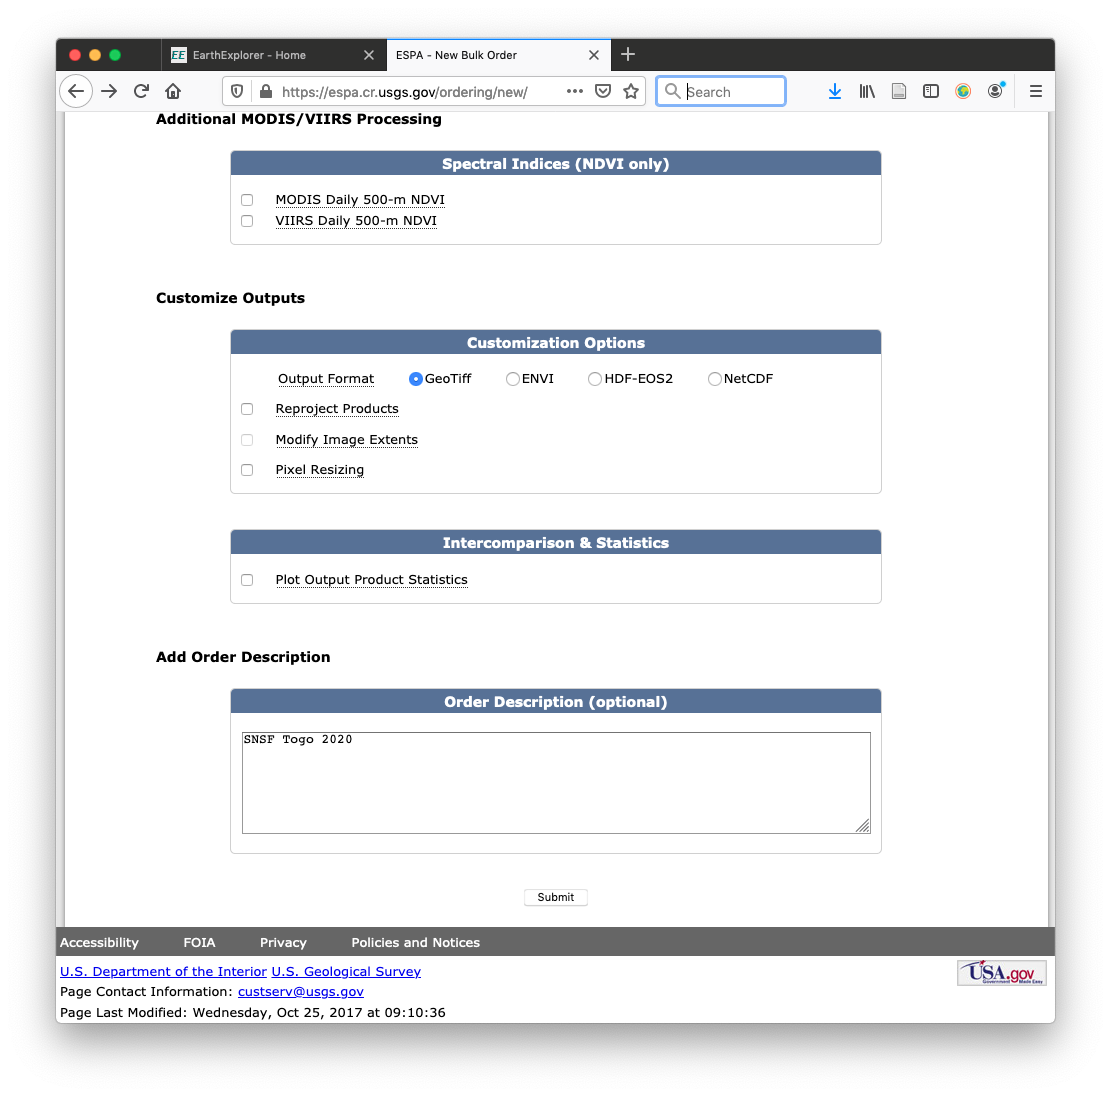 EE EarthExplorer - Home
ESPA - New Bulk Order
https://espa.cr.usgs.gov/ordering/new/
Search
Additional MODIS/VIIRS Processing
Spectral Indices (NDVI only)
MODIS Daily 500-m NDVI
VIIRS Daily 500-m NDVI
Customize Outputs
Customization Options
Output Format GeoTiff ENVI HDF-EOS2 NetCDF
Reproject Products
Modify Image Extents
Pixel Resizing
Intercomparison & Statistics
Plot Output Product Statistics
Add Order Description
Order Description (optional)
SNSF Togo 2020
Submit
Accessibility FOIA Privacy Policies and Notices
U.S. Department of the Interior U.S. Geological Survey
USA.gov
Government Made Easy
Page Contact Information: custserv@usgs.gov
Page Last Modified: Wednesday, Oct 25, 2017 at 09:10:36